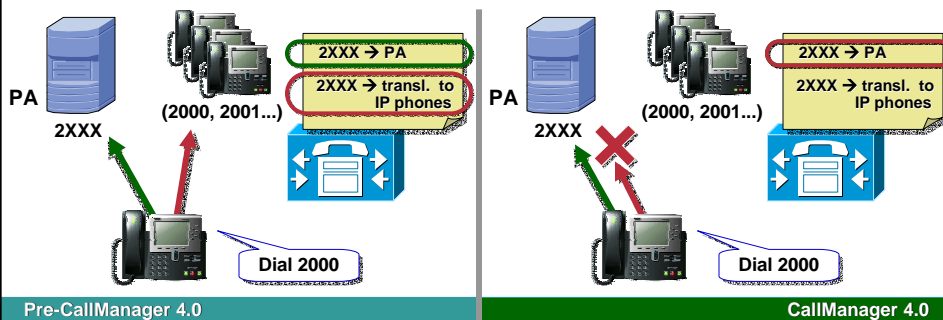 2XXX → PA
2XXX → transl. to
IP phones
PA
2XXX
(2000, 2001...)
Dial 2000
Pre-CallManager 4.0
2XXX → PA
2XXX → transl. to
IP phones
PA
2XXX
(2000, 2001...)
Dial 2000
CallManager 4.0